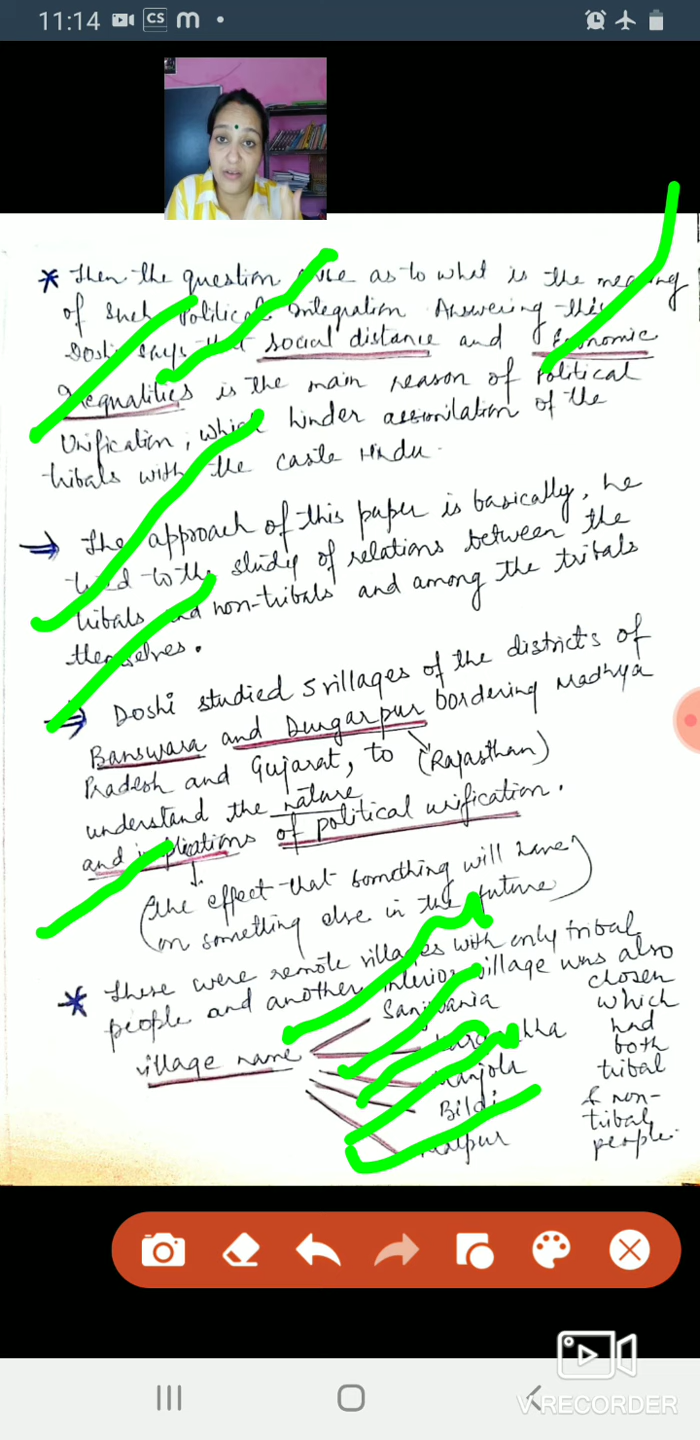 11:14 CS m
* Then the question as to what is the
of such Political Integration Answering this
Doshi says that social distance and Economic
Inequalities is the main reason of Political
Unification, which hinder assimilation of the
tribals with the caste Hindu.
⇒ The approach of this paper is basically, he
to the study of relations between the
tribals and non-tribals and among the tribals
themselves.
⇒ Doshi studied 5 villages of the districts of
Banswara and Dungarpur bordering Madhya
Pradesh and Gujarat, to (Rajasthan)
understand the nature
and implications of political unification.
(the effect that something will have
on something else in the future)
* There were remote villages with only tribal
people and another interior village was also
chosen
which
had
both
tribal
& non-
tribal
people.
village name
Bildi
V RECORDER